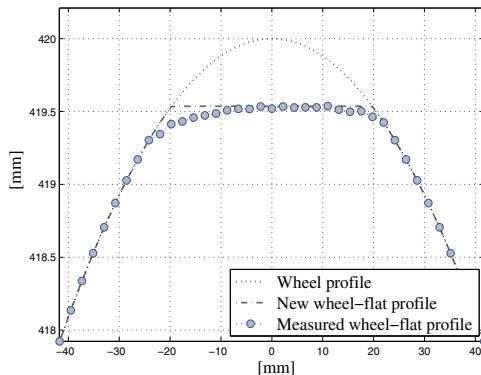 420
419.5
419
418.5
418
[mm]
Wheel profile
New wheel−flat profile
Measured wheel−flat profile
−40 −30 −20 −10 0 10 20 30 40
[mm]